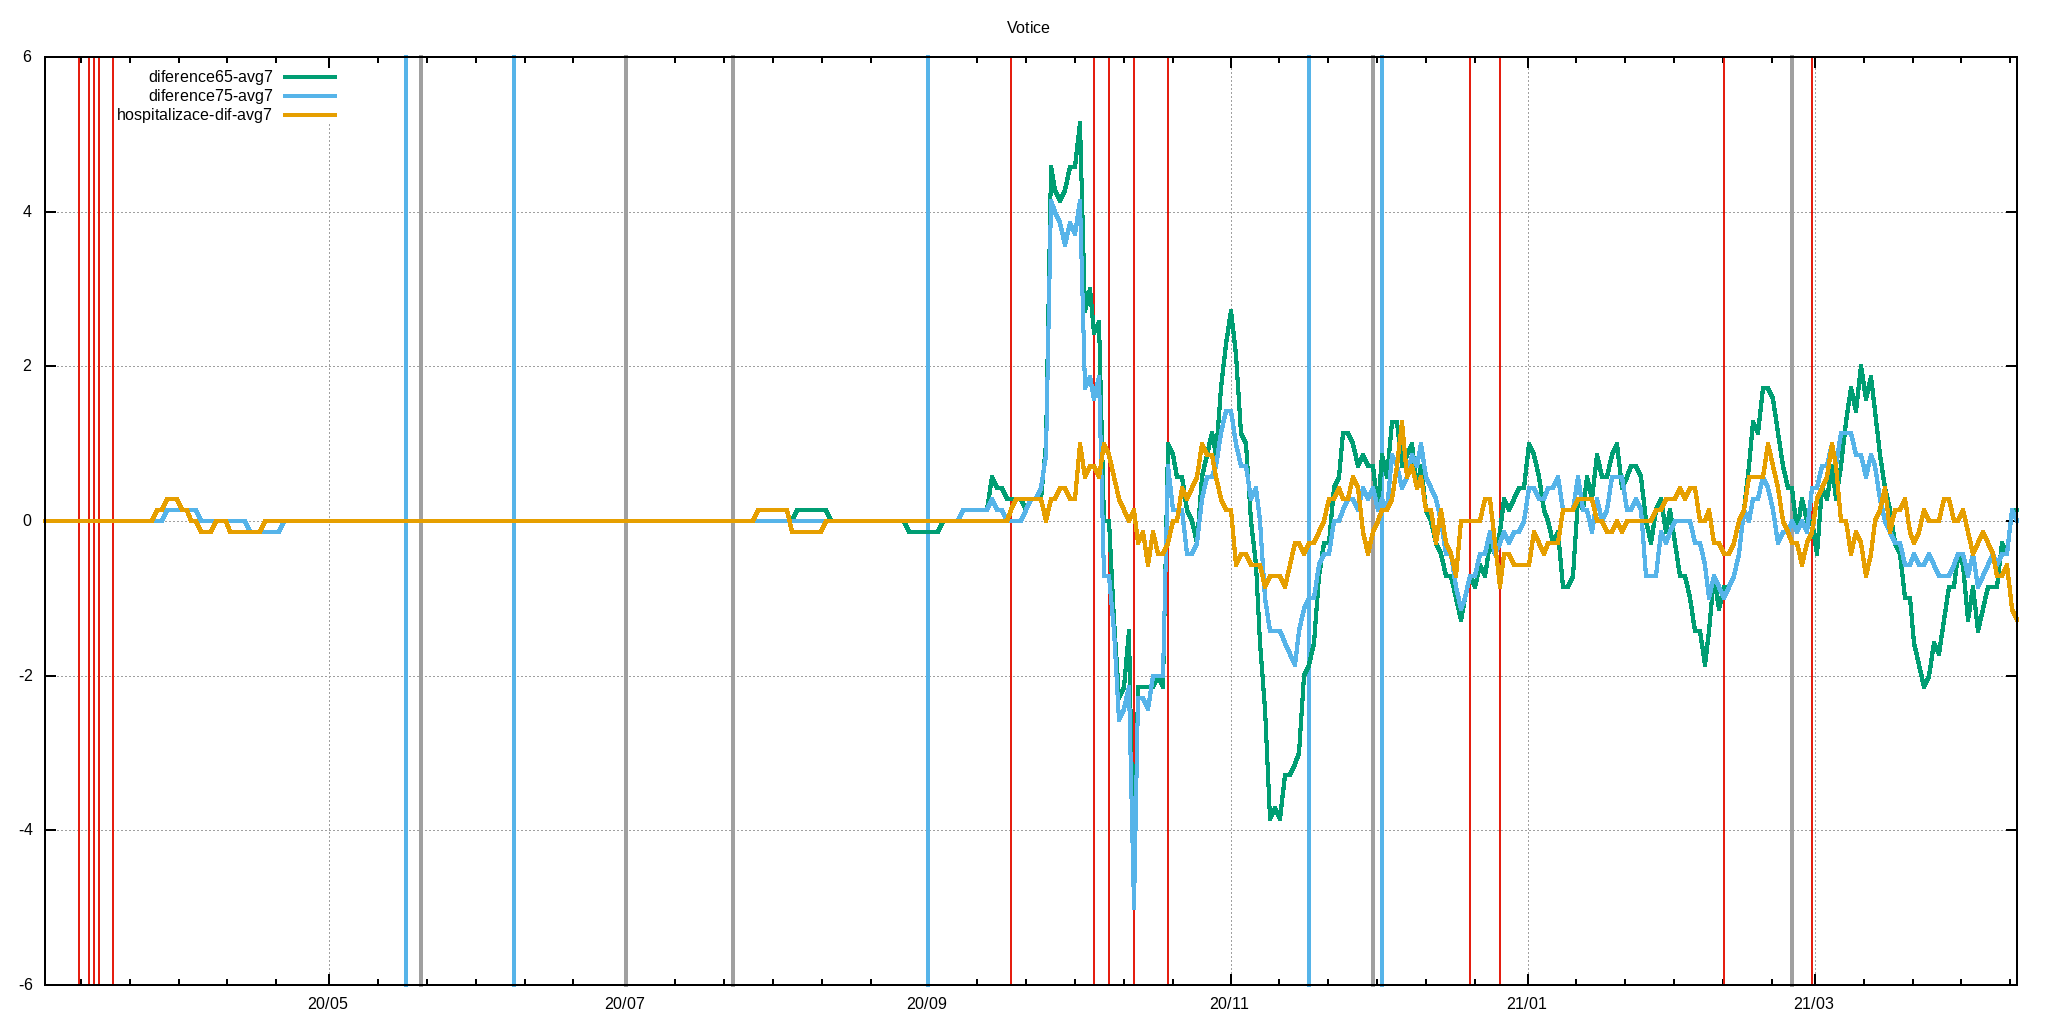 Votice
6
diference65-avg7
diference75-avg7
hospitalizace-dif-avg7
4
2
0
-2
-4
-6
20/05 20/07 20/09 20/11 21/01 21/03